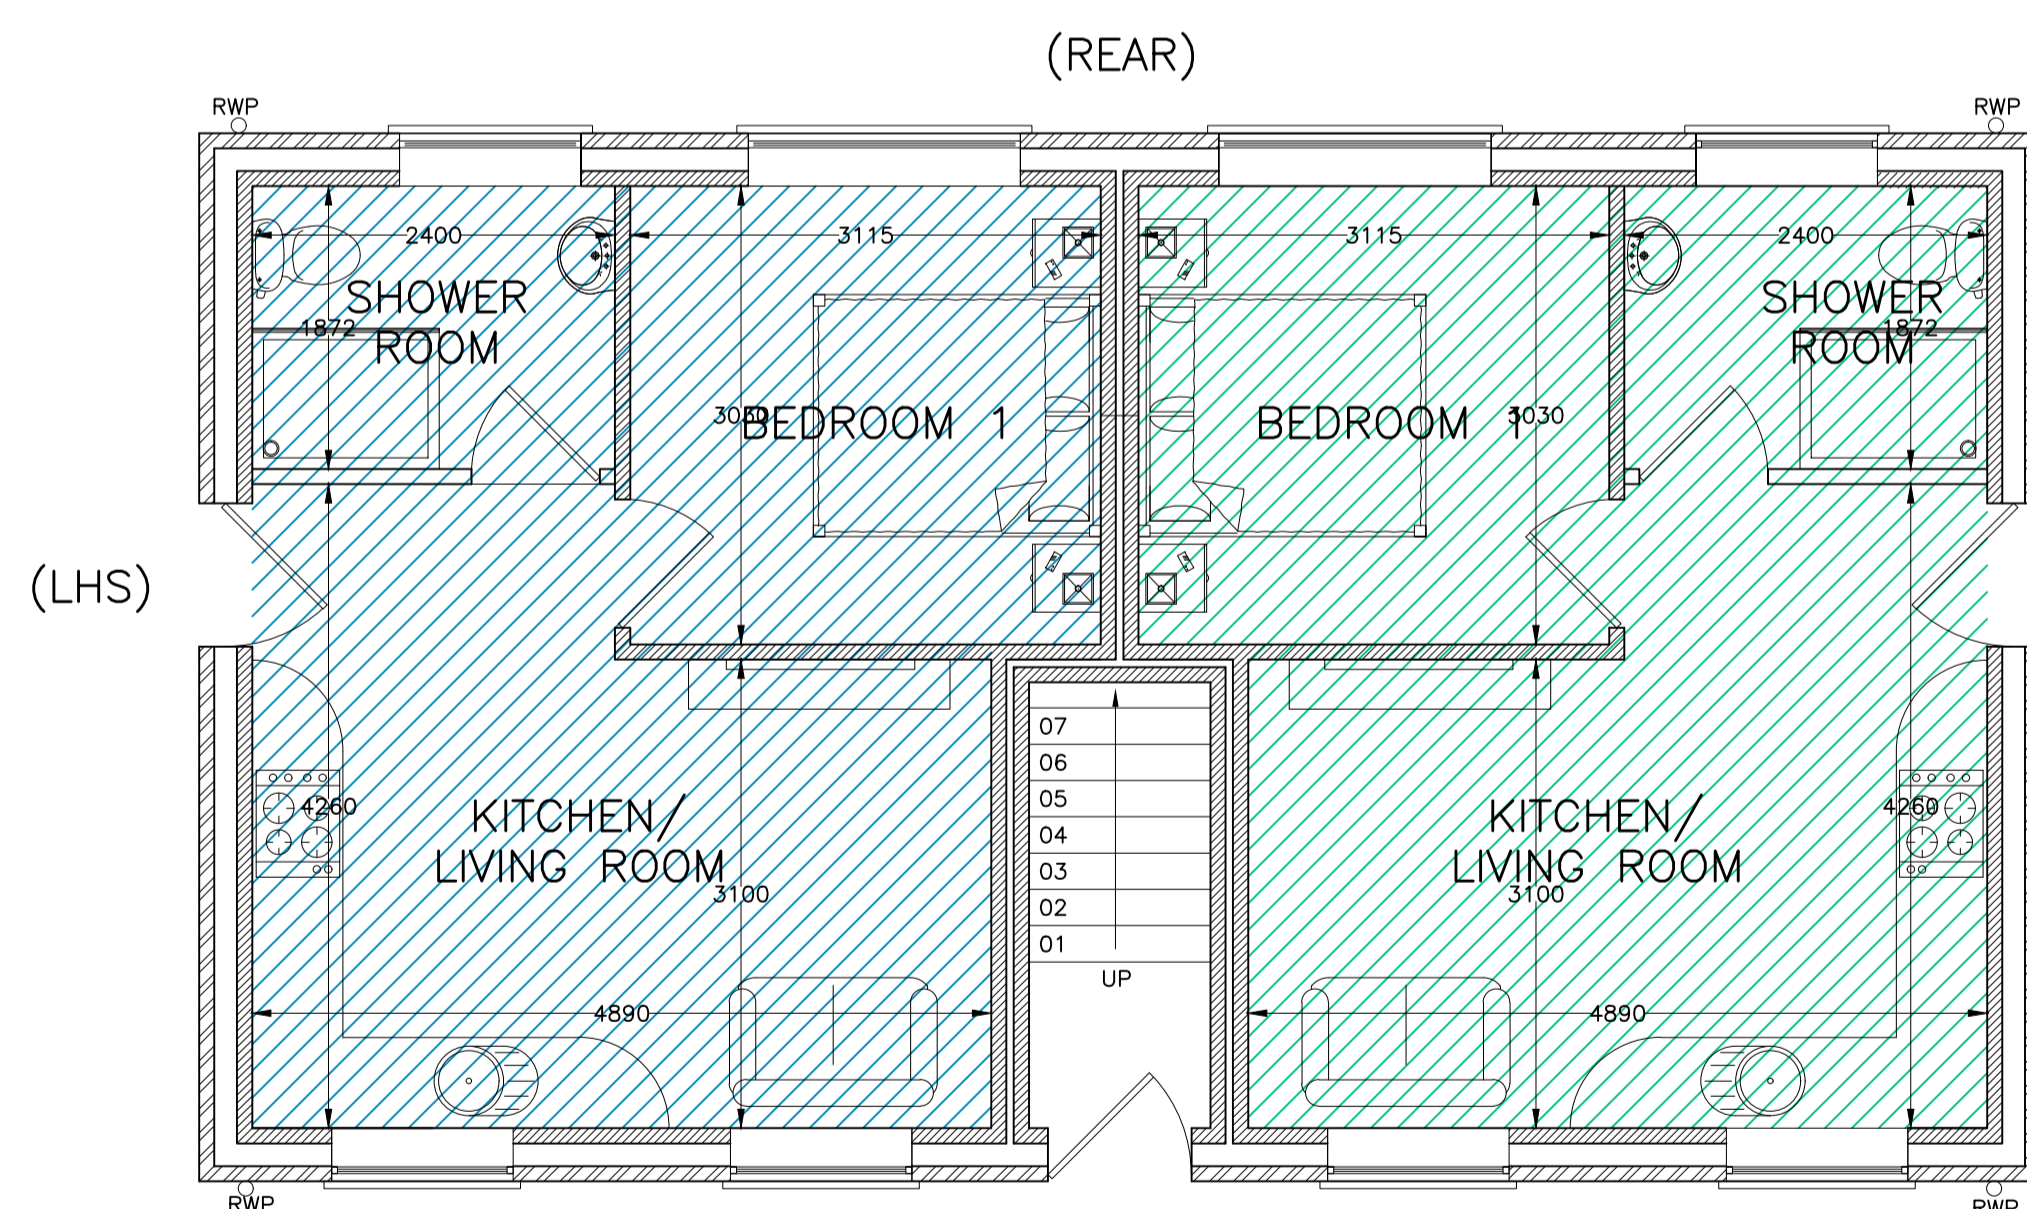 (REAR)
RWP
RWP
2400
3115
3115
2400
SHOWER
ROOM
1872
SHOWER
ROOM
1872
3030
BEDROOM 1
BEDROOM 1
3030
(LHS)
07
06
05
04
03
02
01
UP
4260
KITCHEN/
LIVING ROOM
3100
KITCHEN/
LIVING ROOM
3100
4260
4890
4890
RWP
RWP